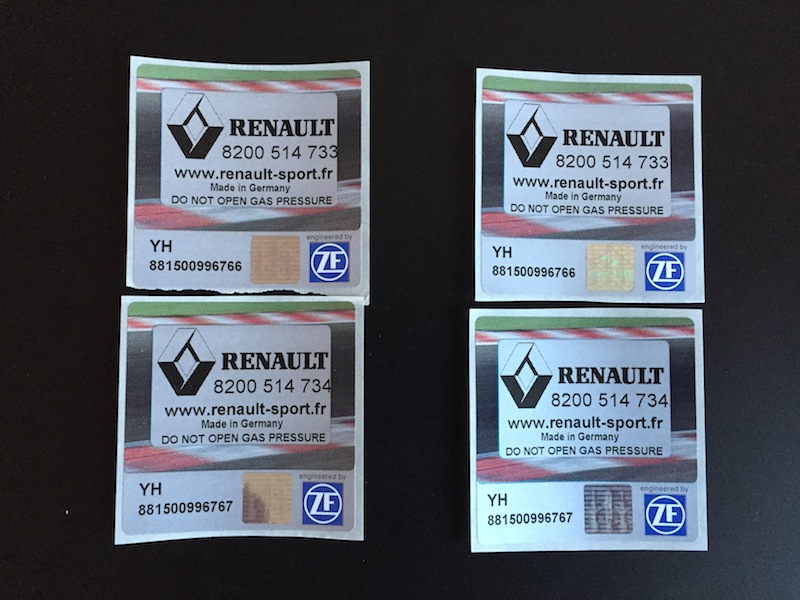 RENAULT
8200 514 733
www.renault-sport.fr
Made in Germany
DO NOT OPEN GAS PRESSURE
engineered by
YH
881500996766
ZF
RENAULT
8200 514 733
www.renault-sport.fr
Made in Germany
DO NOT OPEN GAS PRESSURE
engineered by
YH
881500996766
ZF
RENAULT
8200 514 734
www.renault-sport.fr
Made in Germany
DO NOT OPEN GAS PRESSURE
engineered by
YH
881500996767
ZF
RENAULT
8200 514 734
www.renault-sport.fr
Made in Germany
DO NOT OPEN GAS PRESSURE
engineered by
YH
881500996767
ZF